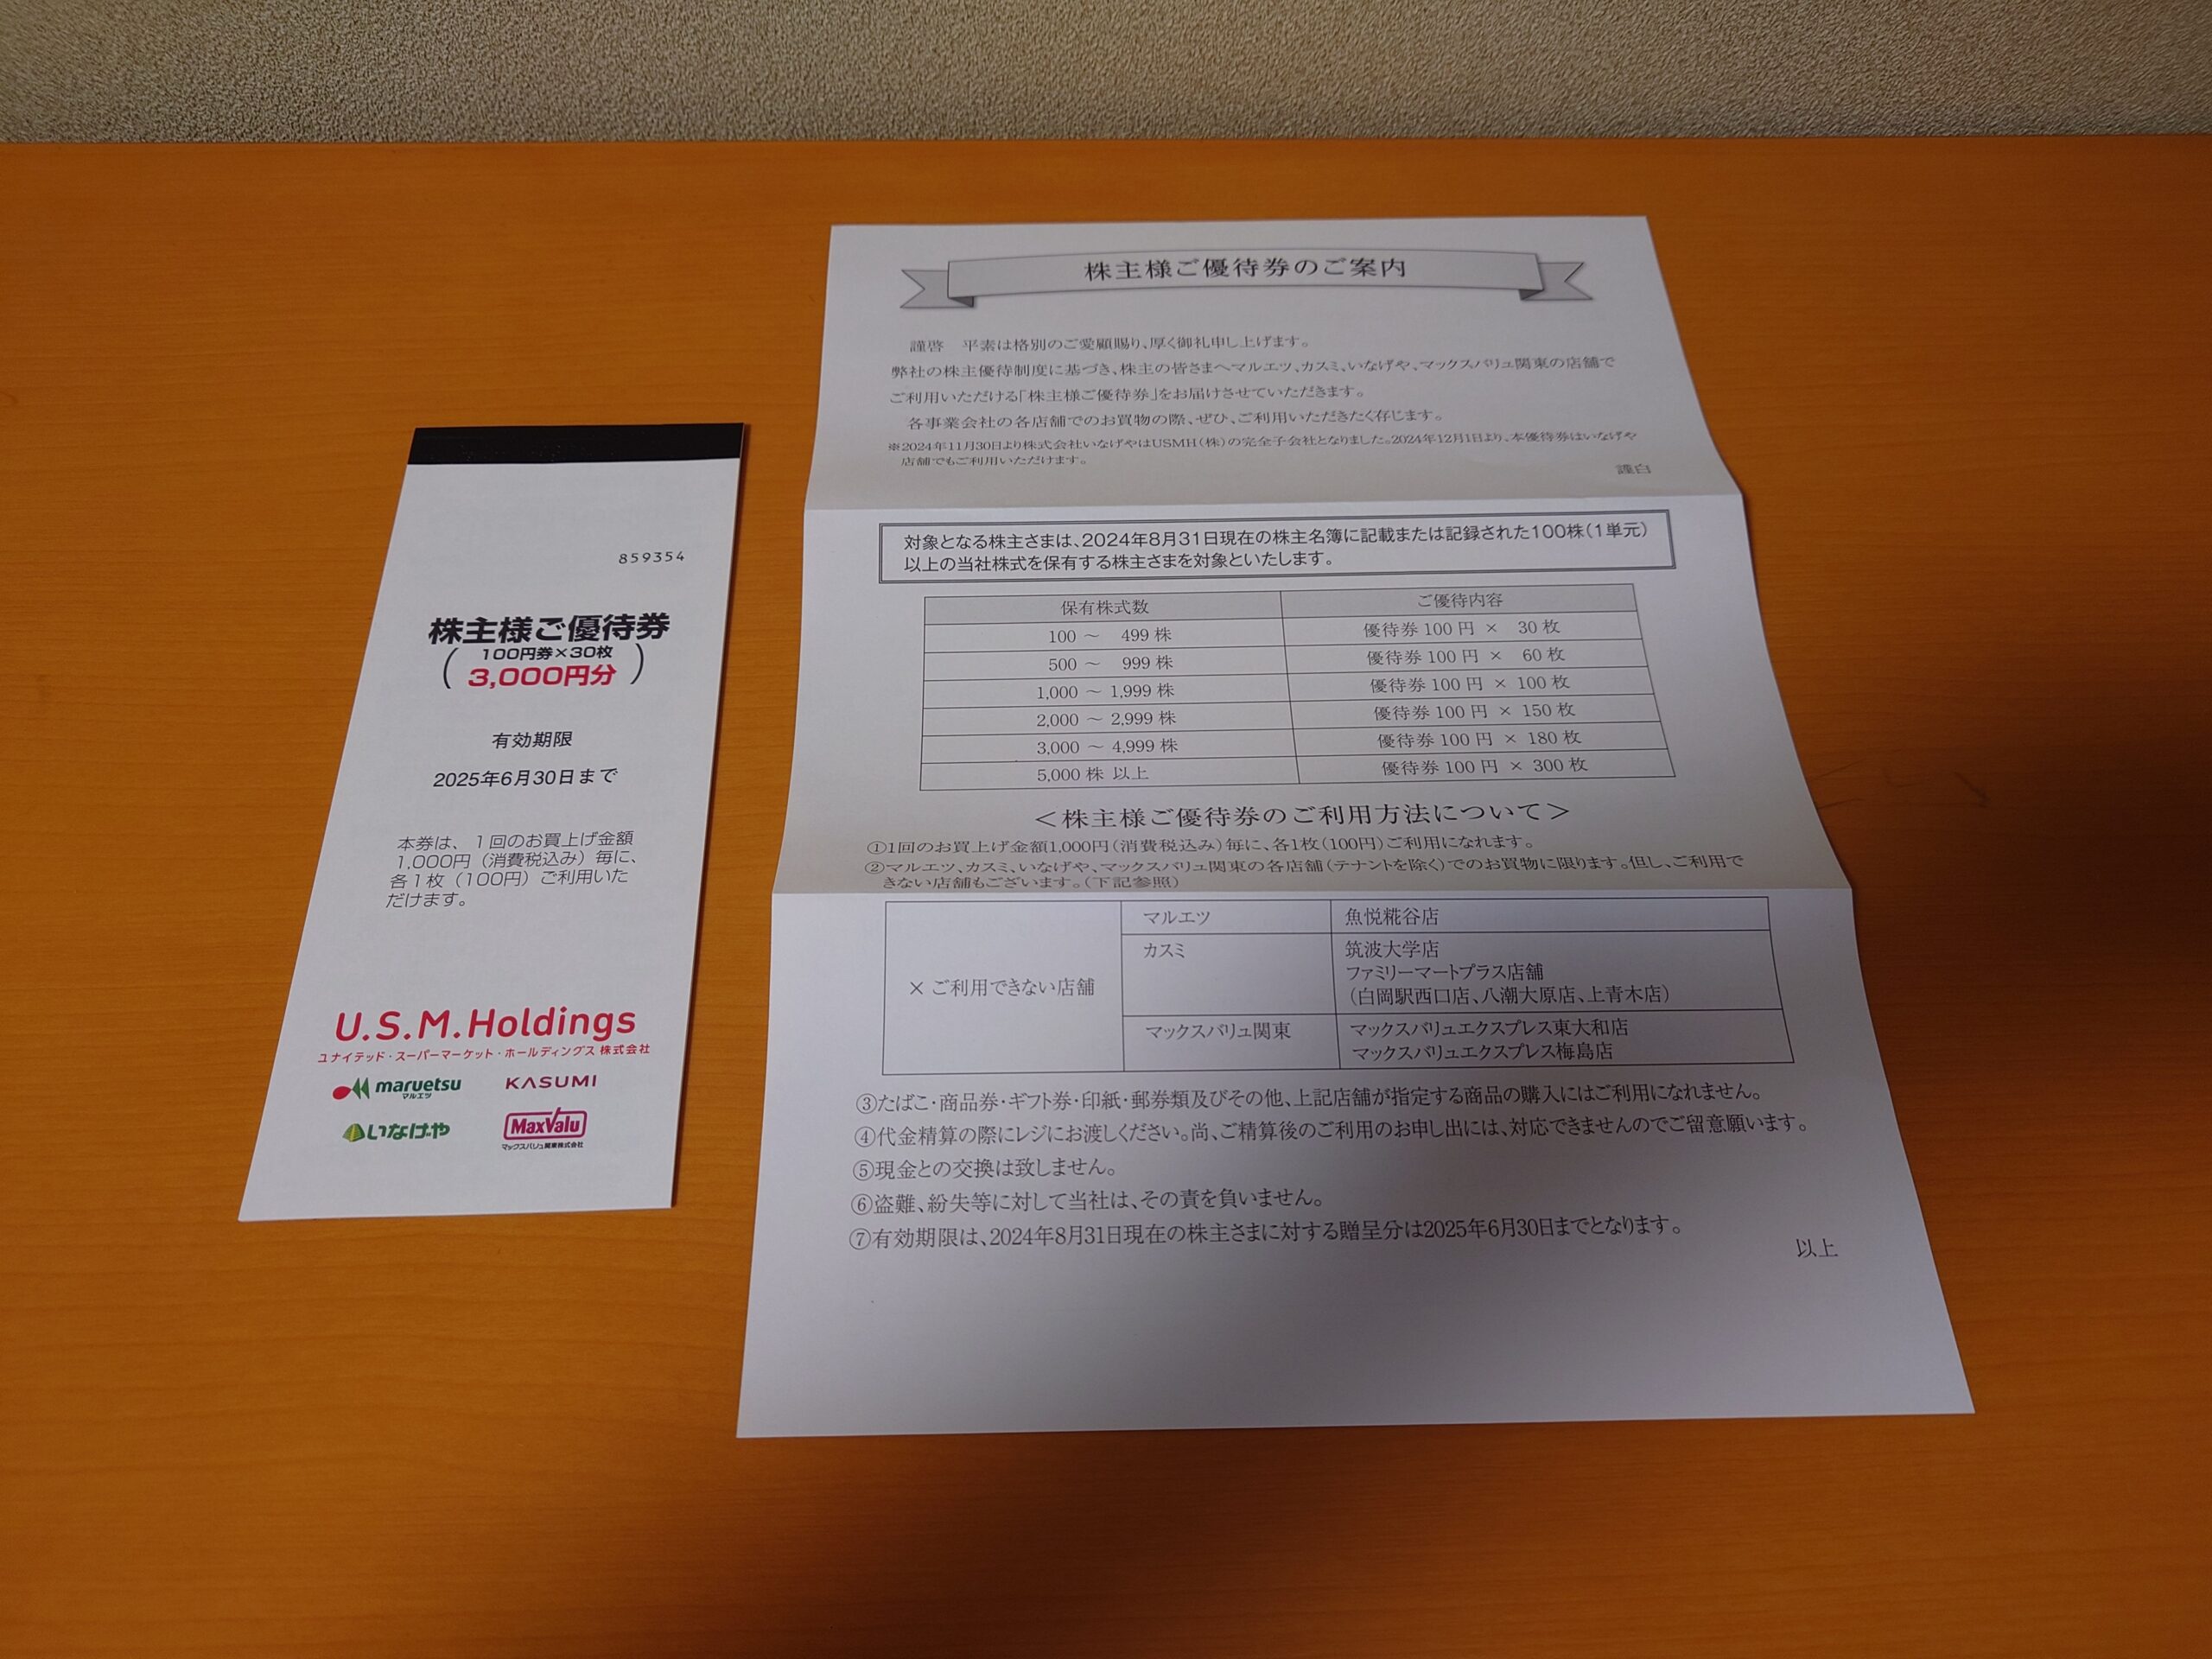 859354
株主様ご優待券
(100円券×30枚
3,000円分)
有効期限
2025年6月30日まで
本券は、1回のお買上げ金額
1,000円（消費税込み）毎に、
各1枚（100円）ご利用いた
だけます。
U.S.M.Holdings
ユナイテッド・スーパーマーケット・ホールディングス 株式会社
maruetsu
マルエツ
KASUMI
いなげや
MaxValu
マックスバリュ関東株式会社
株主様ご優待券のご案内
謹啓　平素は格別のご愛顧賜り、厚く御礼申し上げます。
弊社の株主優待制度に基づき、株主の皆さまへマルエツ、カスミ、いなげや、マックスバリュ関東の店舗で
ご利用いただける「株主様ご優待券」をお届けさせていただきます。
各事業会社の各店舗でのお買物の際、ぜひ、ご利用いただきたく存じます。
※2024年11月30日より株式会社いなげやはUSMH（株）の完全子会社となりました。2024年12月1日より、本優待券はいなげや
店舗でもご利用いただけます。
謹白
対象となる株主さまは、2024年8月31日現在の株主名簿に記載または記録された100株（1単元）
以上の当社株式を保有する株主さまを対象といたします。
保有株式数 ご優待内容
100 ～ 499 株 優待券 100 円 × 30 枚
500 ～ 999 株 優待券 100 円 × 60 枚
1,000 ～ 1,999 株 優待券 100 円 × 100 枚
2,000 ～ 2,999 株 優待券 100 円 × 150 枚
3,000 ～ 4,999 株 優待券 100 円 × 180 枚
5,000 株 以上 優待券 100 円 × 300 枚
＜株主様ご優待券のご利用方法について＞
①1回のお買上げ金額1,000円（消費税込み）毎に、各1枚（100円）ご利用になれます。
②マルエツ、カスミ、いなげや、マックスバリュ関東の各店舗（テナントを除く）でのお買物に限ります。但し、ご利用で
きない店舗もございます。（下記参照）
× ご利用できない店舗
マルエツ 魚悦糀谷店
カスミ 筑波大学店
ファミリーマートプラス店舗
（白岡駅西口店、八潮大原店、上青木店）
マックスバリュ関東 マックスバリュエクスプレス東大和店
マックスバリュエクスプレス梅島店
③たばこ・商品券・ギフト券・印紙・郵券類及びその他、上記店舗が指定する商品の購入にはご利用になれません。
④代金精算の際にレジにお渡しください。尚、ご精算後のご利用のお申し出には、対応できませんのでご留意願います。
⑤現金との交換は致しません。
⑥盗難、紛失等に対して当社は、その責を負いません。
⑦有効期限は、2024年8月31日現在の株主さまに対する贈呈分は2025年6月30日までとなります。
以上